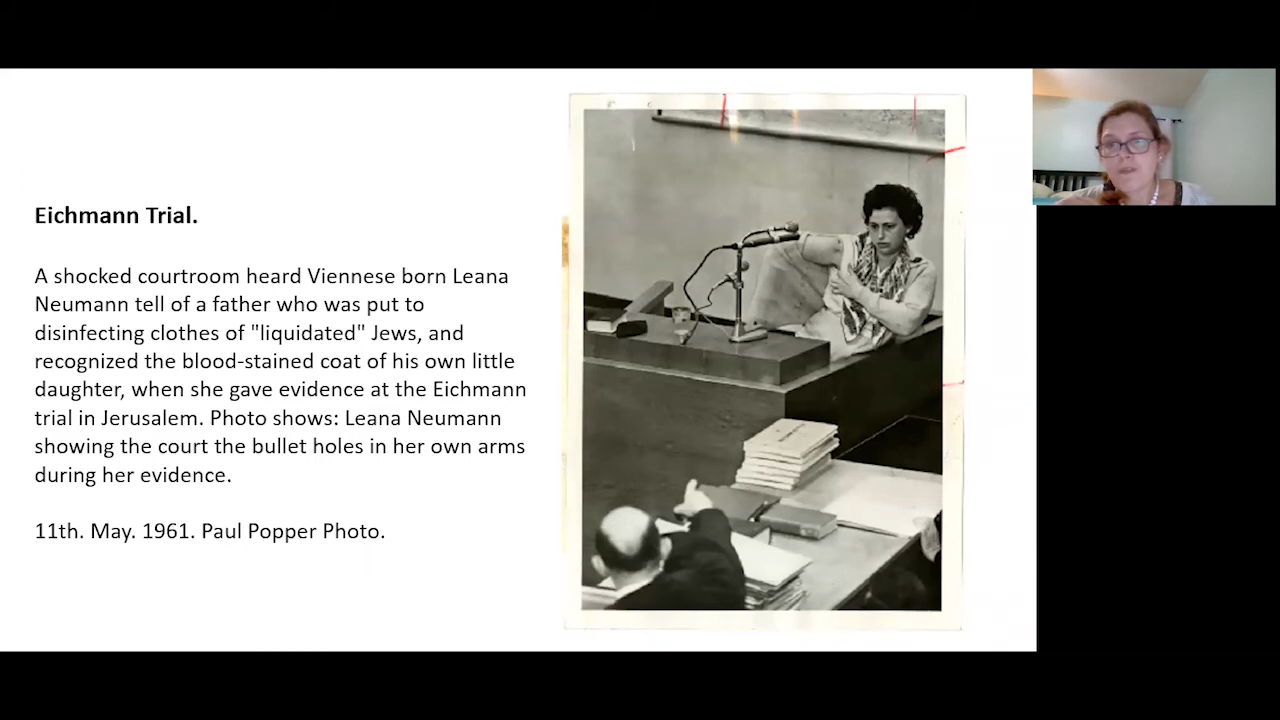 Eichmann Trial.
A shocked courtroom heard Viennese born Leana
Neumann tell of a father who was put to
disinfecting clothes of "liquidated" Jews, and
recognized the blood-stained coat of his own little
daughter, when she gave evidence at the Eichmann
trial in Jerusalem. Photo shows: Leana Neumann
showing the court the bullet holes in her own arms
during her evidence.
11th. May. 1961. Paul Popper Photo.